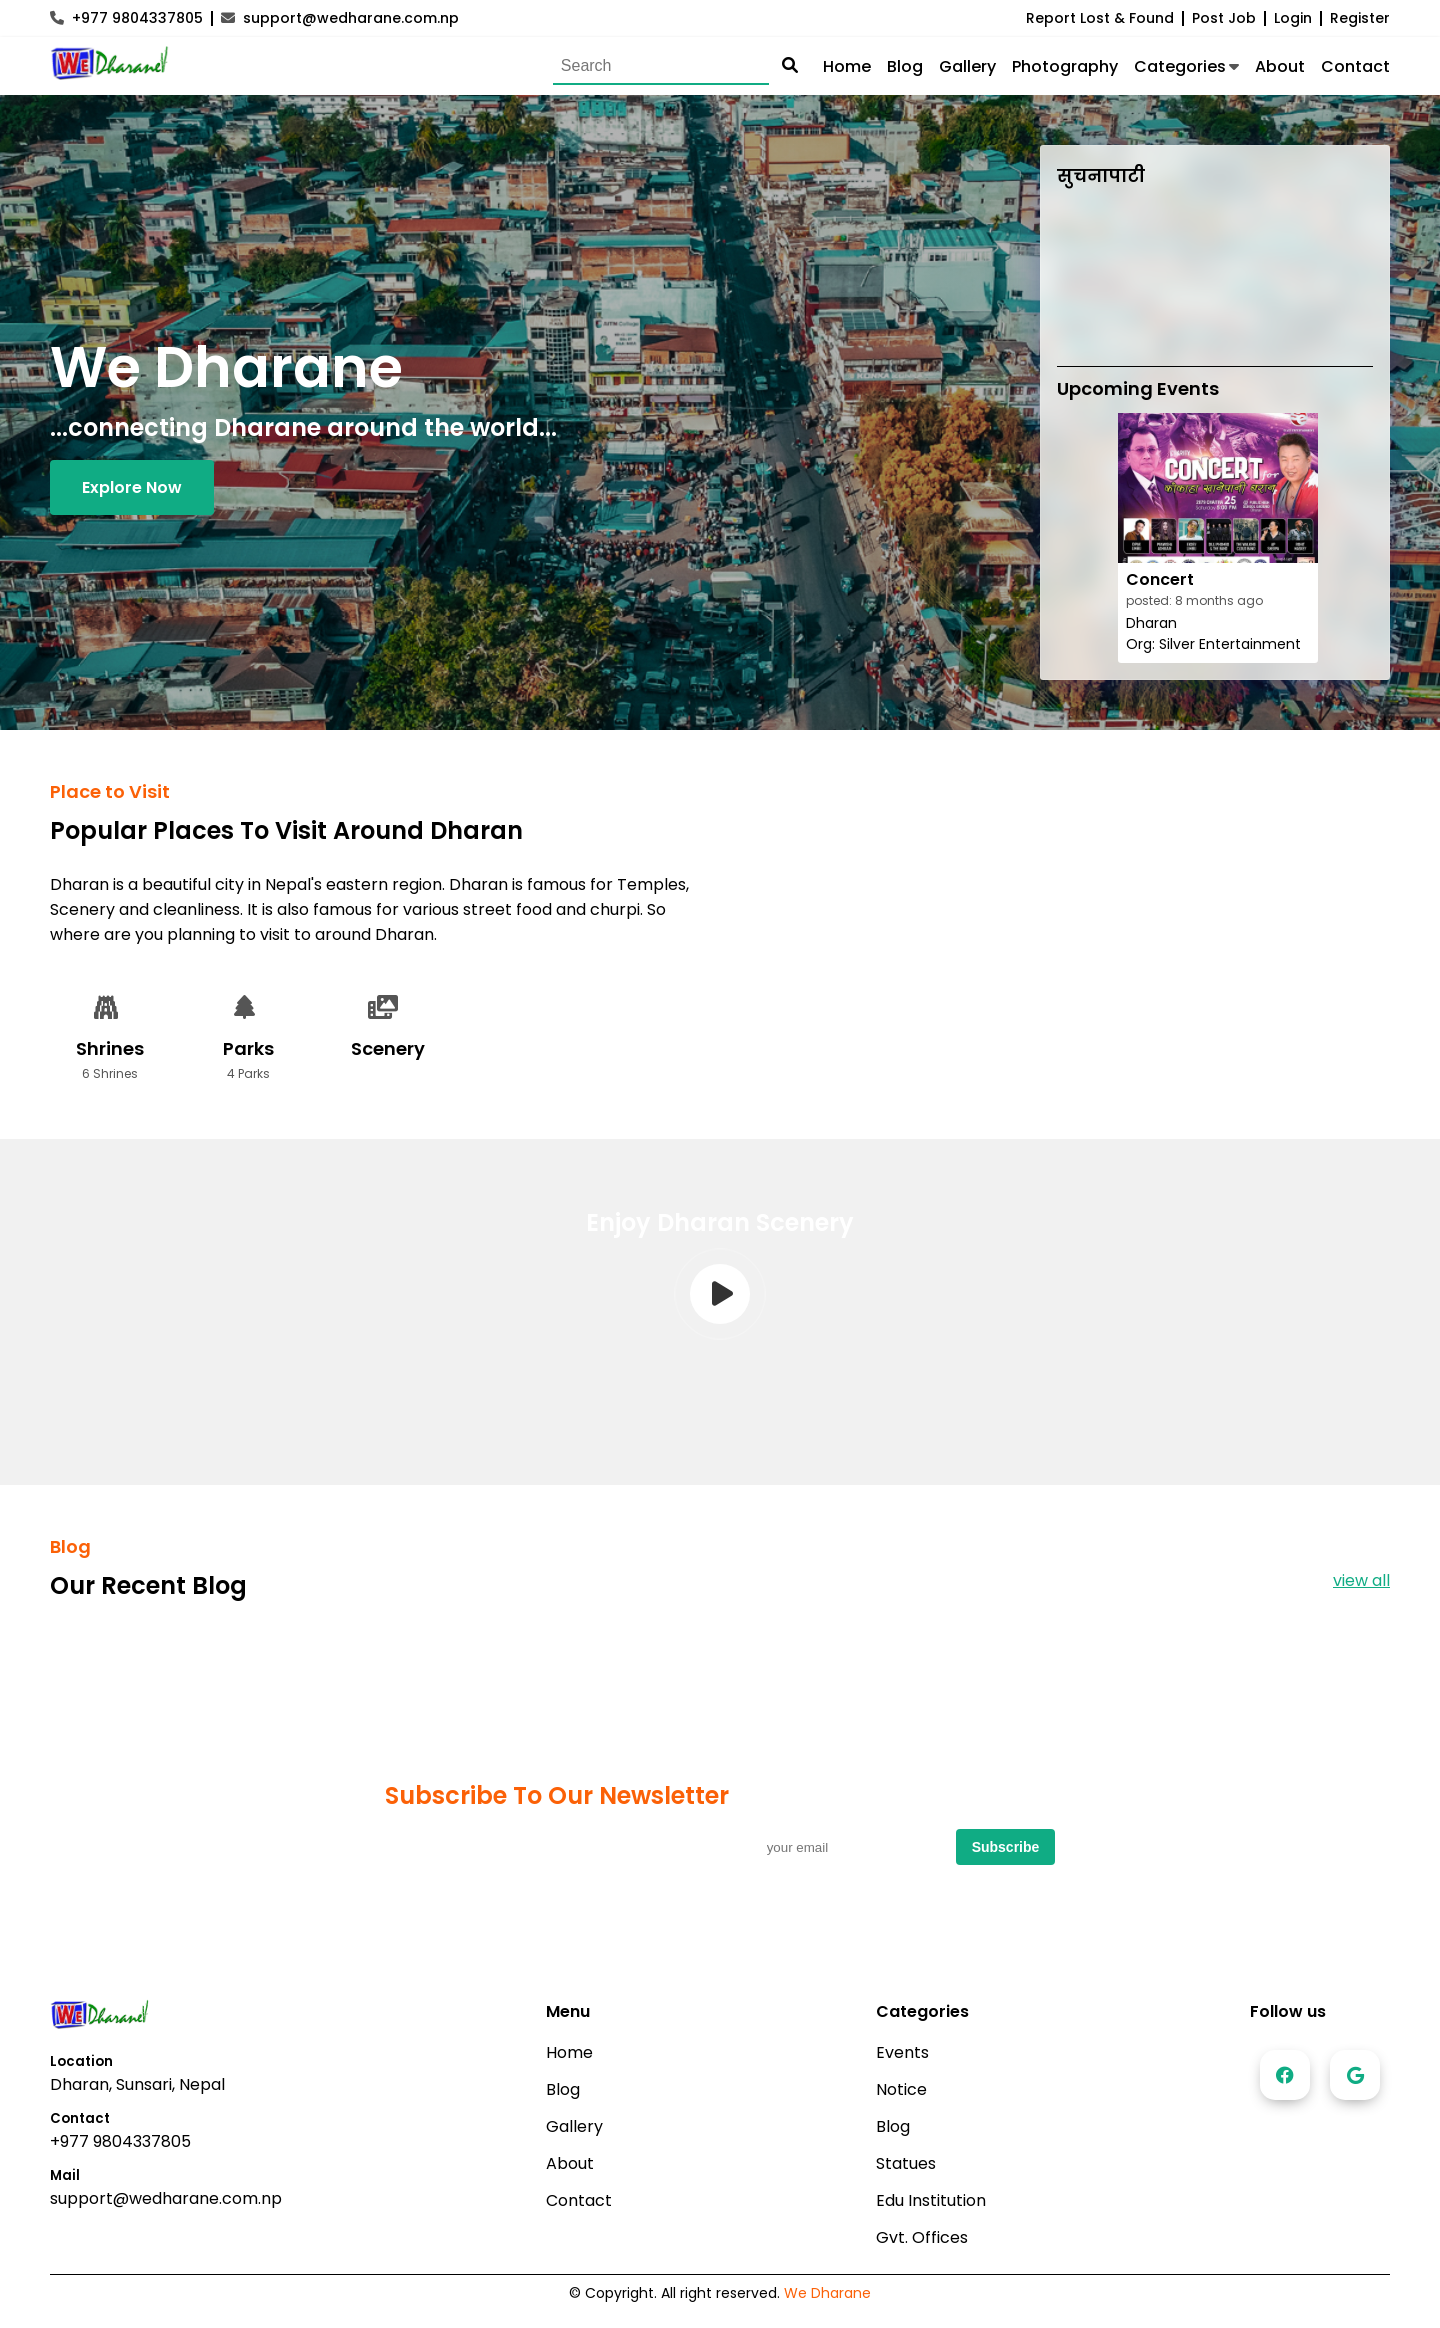 +977 9804337805
support@wedharane.com.np
Report Lost & Found
Post Job
Login
Register
WE Dharane
Search
Home
Blog
Gallery
Photography
Categories
About
Contact
We Dharane
...connecting Dharane around the world...
Explore Now
सुचनापाटी
Upcoming Events
CONCERT for
कोकाहा खानेपानी धरान
Concert
posted: 8 months ago
Dharan
Org: Silver Entertainment
Place to Visit
Popular Places To Visit Around Dharan
Dharan is a beautiful city in Nepal's eastern region. Dharan is famous for Temples,
Scenery and cleanliness. It is also famous for various street food and churpi. So
where are you planning to visit to around Dharan.
Shrines
6 Shrines
Parks
4 Parks
Scenery
Enjoy Dharan Scenery
Blog
Our Recent Blog
view all
Subscribe To Our Newsletter
your email
Subscribe
WE Dharane
Location
Dharan, Sunsari, Nepal
Contact
+977 9804337805
Mail
support@wedharane.com.np
Menu
Home
Blog
Gallery
About
Contact
Categories
Events
Notice
Blog
Statues
Edu Institution
Gvt. Offices
Follow us
© Copyright. All right reserved. We Dharane